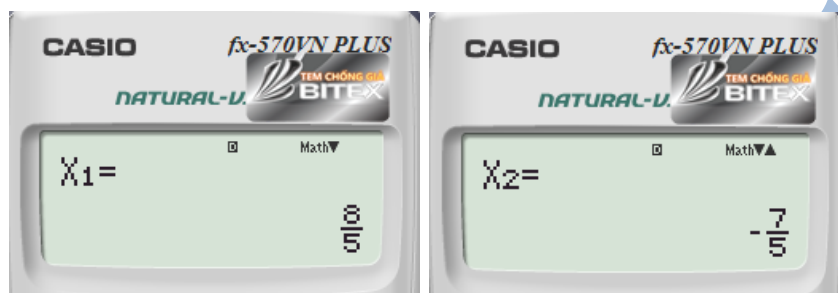 CASIO
fx-570VN PLUS
TEM CHỐNG GIẢ
BITEX
NATURAL-V.
D Math▼
X₁=
8/5
CASIO
fx-570VN PLUS
TEM CHỐNG GIẢ
BITEX
NATURAL-V.
D Math▼▲
X₂=
-7/5